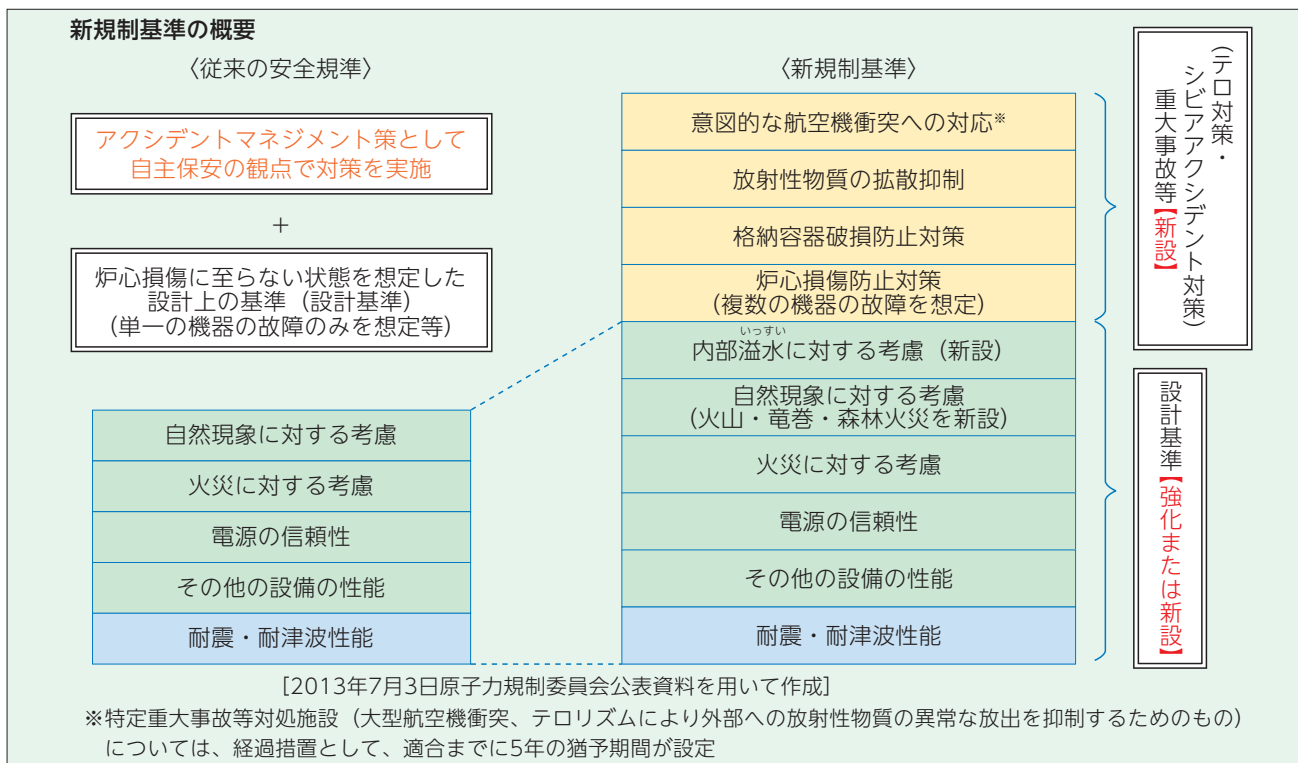 新規制基準の概要
〈従来の安全規準〉
アクシデントマネジメント策として
自主保安の観点で対策を実施
+
炉心損傷に至らない状態を想定した
設計上の基準（設計基準）
(単一の機器の故障のみを想定等)
自然現象に対する考慮
火災に対する考慮
電源の信頼性
その他の設備の性能
耐震・耐津波性能
〈新規制基準〉
意図的な航空機衝突への対応※
放射性物質の拡散抑制
格納容器破損防止対策
炉心損傷防止対策
(複数の機器の故障を想定)
いっすい
内部溢水に対する考慮（新設）
自然現象に対する考慮
(火山・竜巻・森林火災を新設)
火災に対する考慮
電源の信頼性
その他の設備の性能
耐震・耐津波性能
(テロ対策・
シビアアクシデント対策)
重大事故等【新設】
設計基準【強化または新設】
[2013年7月3日原子力規制委員会公表資料を用いて作成]
※特定重大事故等対処施設（大型航空機衝突、テロリズムにより外部への放射性物質の異常な放出を抑制するためのもの）
については、経過措置として、適合までに5年の猶予期間が設定